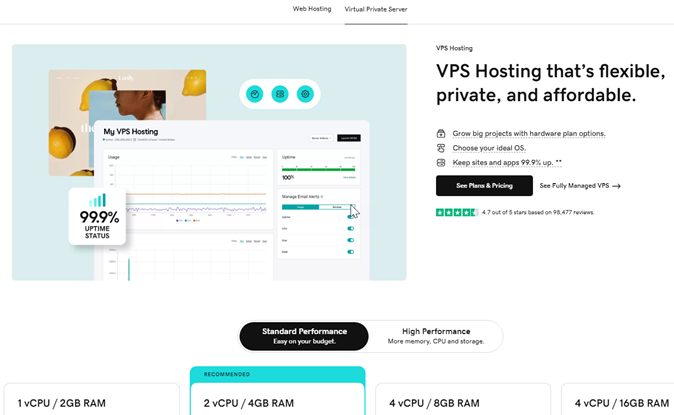 Web Hosting
Virtual Private Server
VPS Hosting
VPS Hosting that's flexible,
private, and affordable.
Grow big projects with hardware plan options.
Choose your ideal OS.
Keep sites and apps 99.9% up. **
See Plans & Pricing
See Fully Managed VPS →
4.7 out of 5 stars based on 98,477 reviews.
My VPS Hosting
Usage
Uptime
100%
Manage Email Alerts
99.9%
UPTIME
STATUS
Standard Performance
Easy on your budget.
High Performance
More memory, CPU and storage.
RECOMMENDED
1 vCPU / 2GB RAM
2 vCPU / 4GB RAM
4 vCPU / 8GB RAM
4 vCPU / 16GB RAM